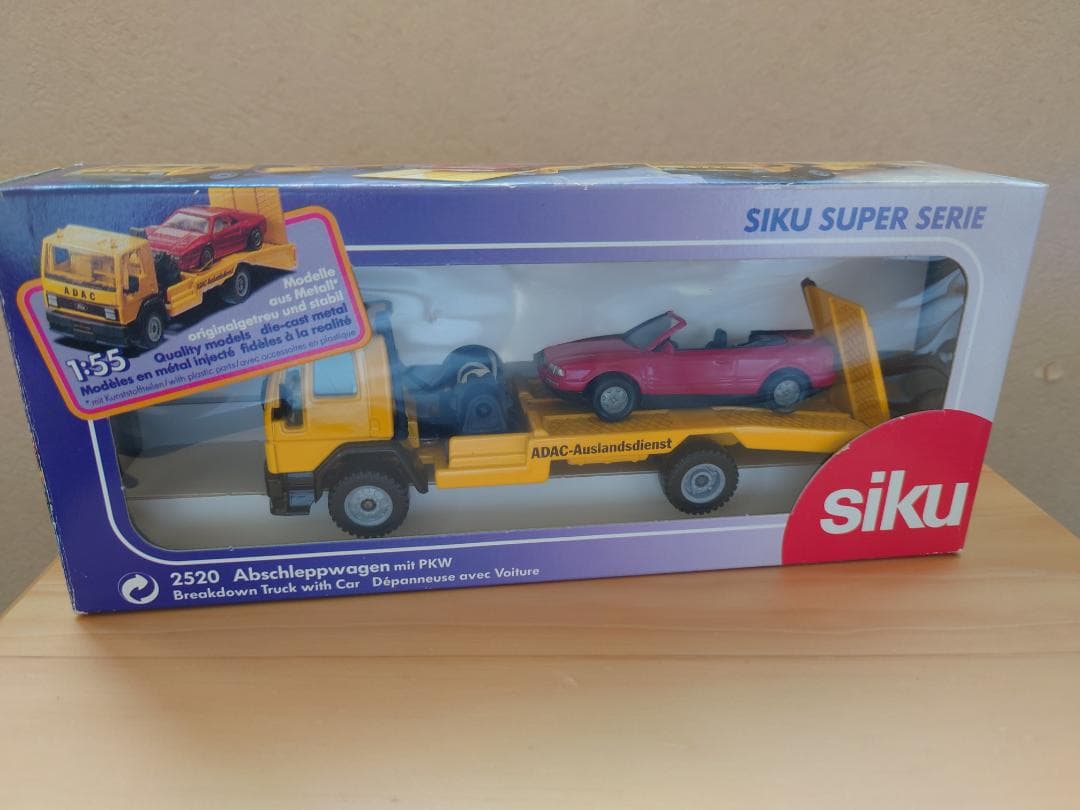 SIKU SUPER SERIE
ADAC
ADAC-Auslandsdienst
Modelle
aus Metall*
originalgetreu und stabil
1:55
Quality models die-cast metal
Modèles en métal injecté fidèles à la réalité
* mit Kunststoffteilen/with plastic parts/avec accessoires en plastique
ADAC-Auslandsdienst
siku
2520 Abschleppwagen mit PKW
Breakdown Truck with Car Dépanneuse avec Voiture